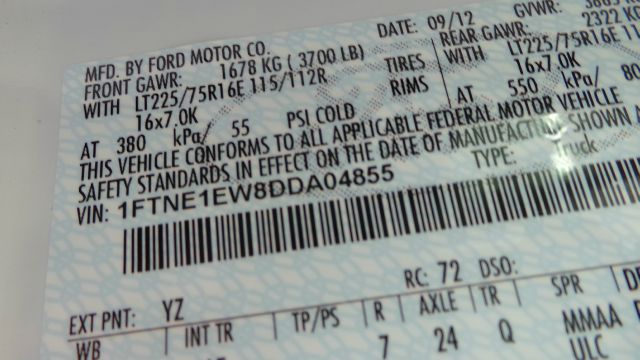 MFD. BY FORD MOTOR CO. DATE: 09/12 GVWR:
FRONT GAWR: 1678 KG ( 3700 LB) REAR GAWR: 2322 KG
WITH LT225/75R16E 115/112R TIRES WITH LT225/75R16E
16x7.0K RIMS 16x7.0K
AT 380 kPa/ 55 PSI COLD AT 550 kPa/ 80
THIS VEHICLE CONFORMS TO ALL APPLICABLE FEDERAL MOTOR VEHICLE
SAFETY STANDARDS IN EFFECT ON THE DATE OF MANUFACTURE SHOWN
VIN: 1FTNE1EW8DDA04855 TYPE: Truck
EXT PNT: YZ RC: 72 DSO:
WB INT TR TP/PS R AXLE TR SPR
7 24 Q MMAA